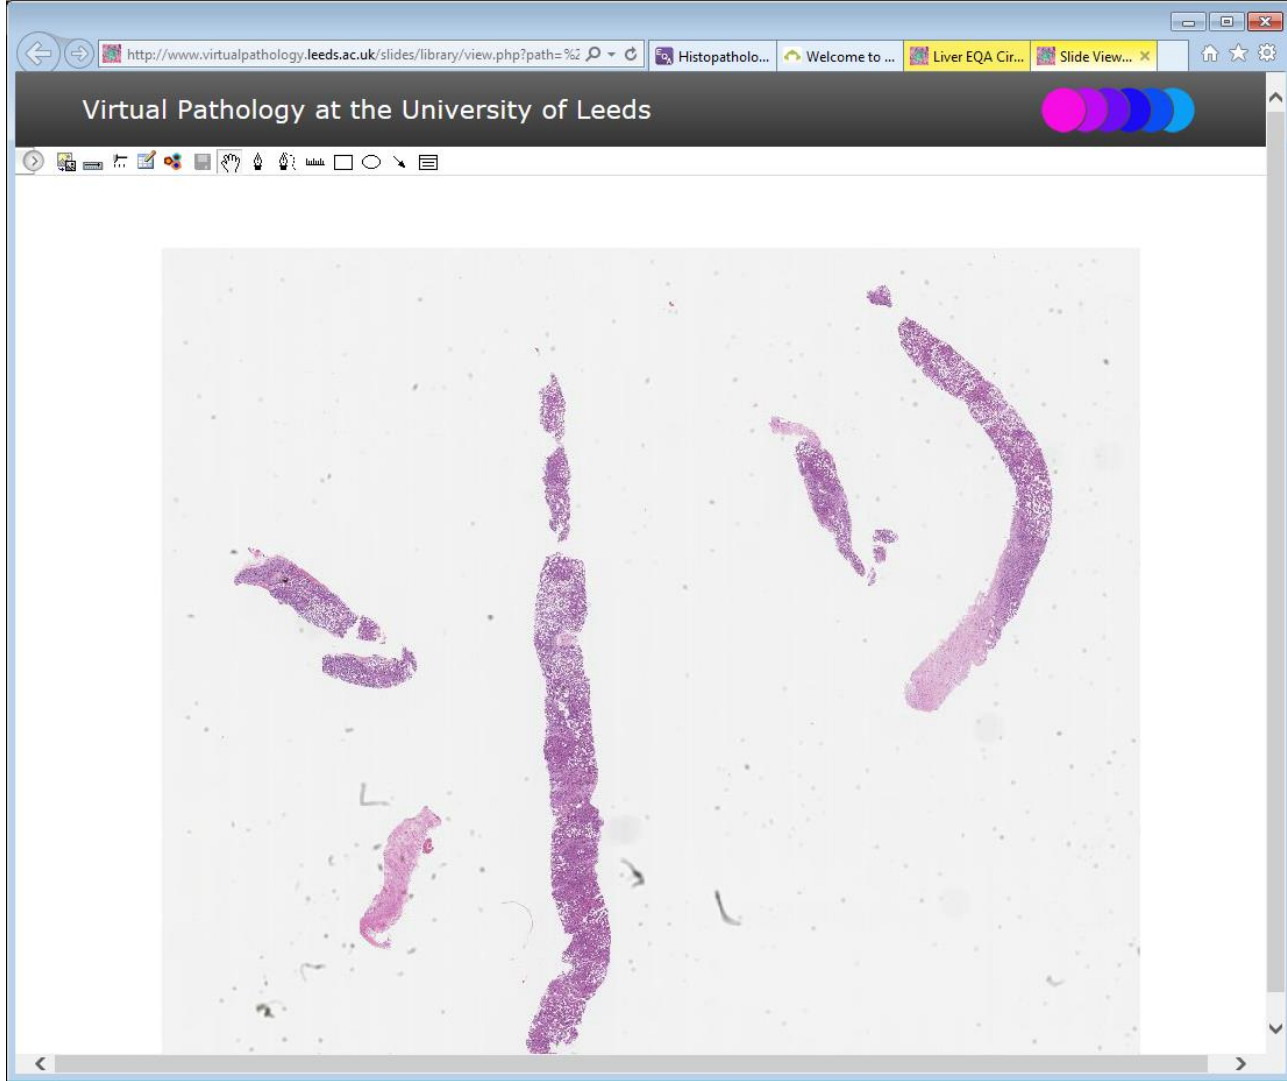 http://www.virtualpathology.leeds.ac.uk/slides/library/view.php?path=%2
Histopatholo...
Welcome to ...
Liver EQA Cir...
Slide View...
Virtual Pathology at the University of Leeds